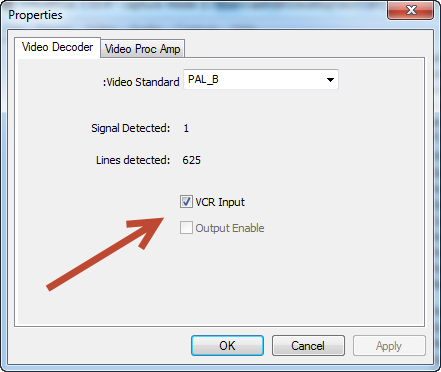 Properties
Video Decoder
Video Proc Amp
:Video Standard PAL_B
Signal Detected: 1
Lines detected: 625
VCR Input
Output Enable
OK Cancel Apply